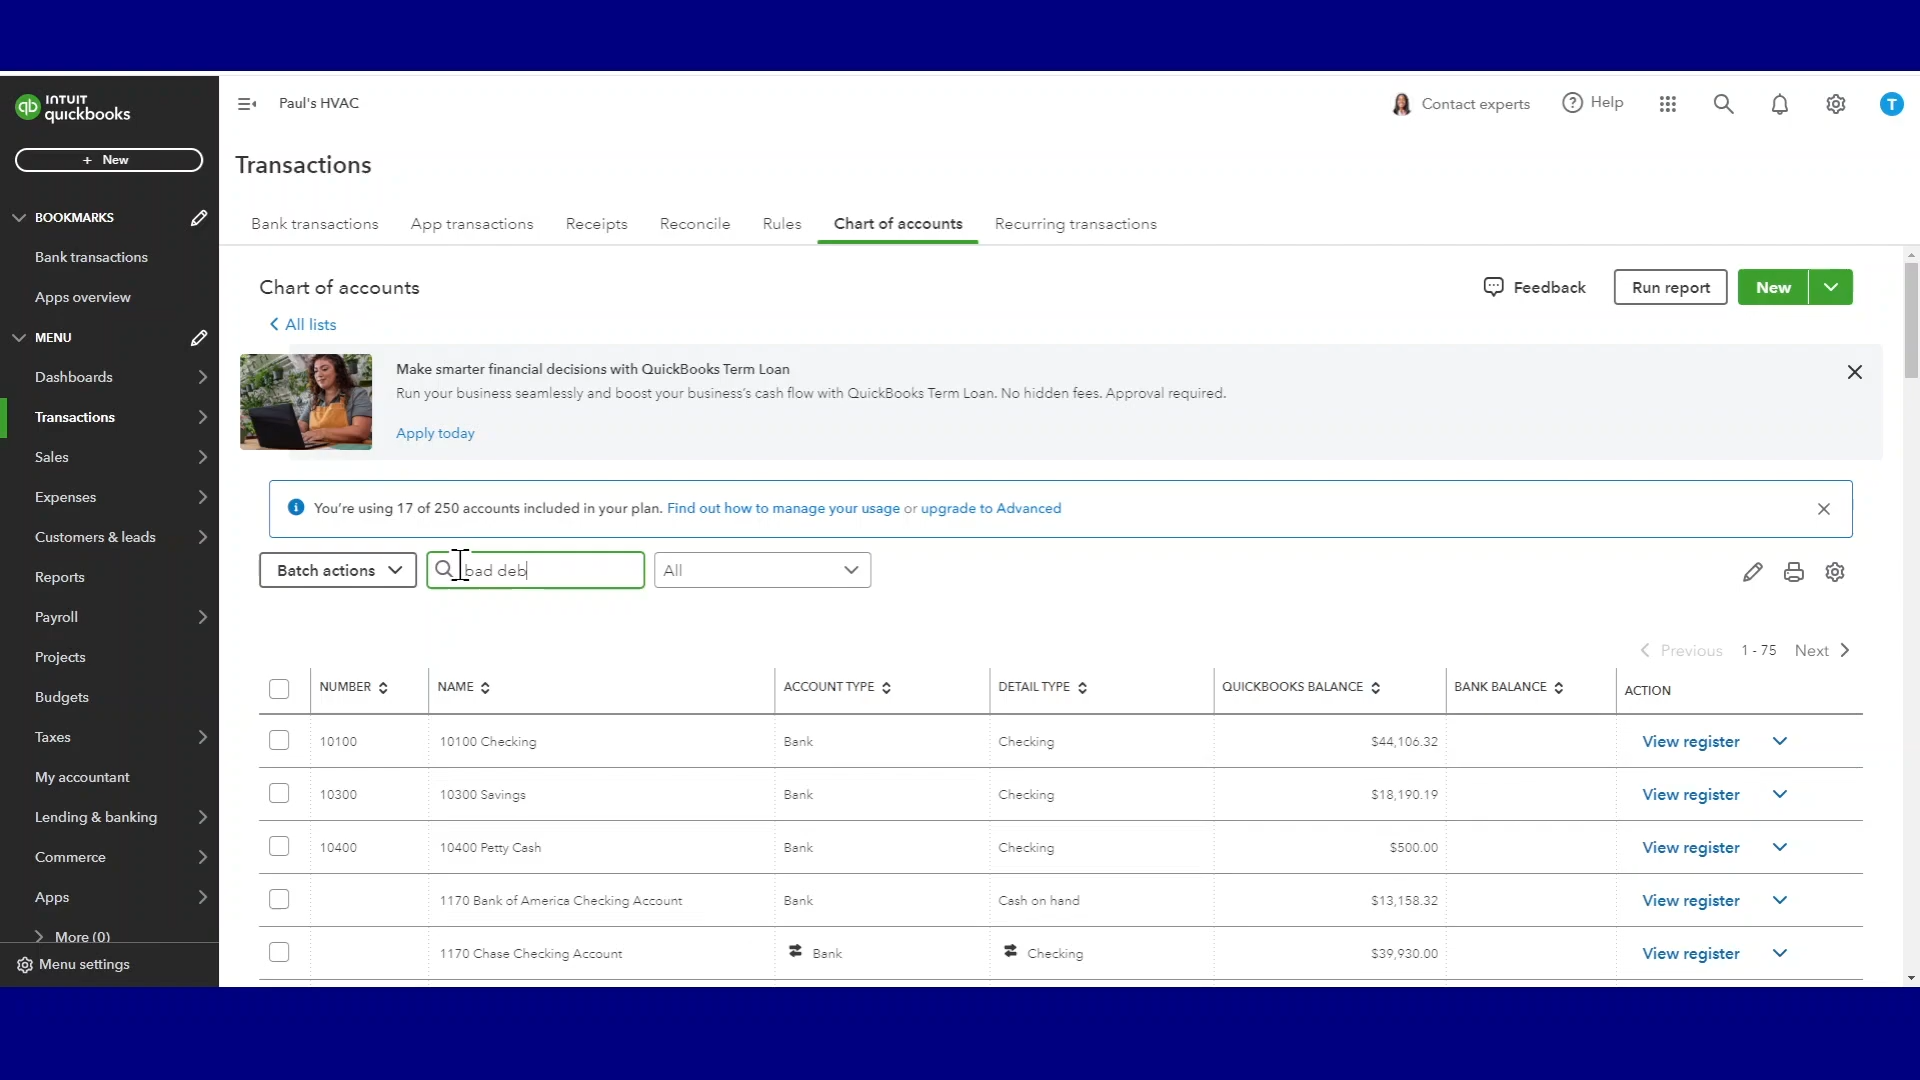 INTUIT
quickbooks
Paul's HVAC
Contact experts
Help
T
+ New
Transactions
BOOKMARKS
Bank transactions
Apps overview
MENU
Dashboards
Transactions
Sales
Expenses
Customers & leads
Reports
Payroll
Projects
Budgets
Taxes
My accountant
Lending & banking
Commerce
Apps
More (0)
Menu settings
Bank transactions App transactions Receipts Reconcile Rules Chart of accounts Recurring transactions
Chart of accounts
Feedback Run report New
All lists
Make smarter financial decisions with QuickBooks Term Loan
Run your business seamlessly and boost your business's cash flow with QuickBooks Term Loan. No hidden fees. Approval required.
Apply today
You're using 17 of 250 accounts included in your plan. Find out how to manage your usage or upgrade to Advanced
Batch actions bad deb All
Previous 1 - 75 Next
NUMBER NAME ACCOUNT TYPE DETAIL TYPE QUICKBOOKS BALANCE BANK BALANCE ACTION
10100 10100 Checking Bank Checking $44,106.32 View register
10300 10300 Savings Bank Checking $18,190.19 View register
10400 10400 Petty Cash Bank Checking $500.00 View register
1170 Bank of America Checking Account Bank Cash on hand $13,158.32 View register
1170 Chase Checking Account Bank Checking $39,930.00 View register